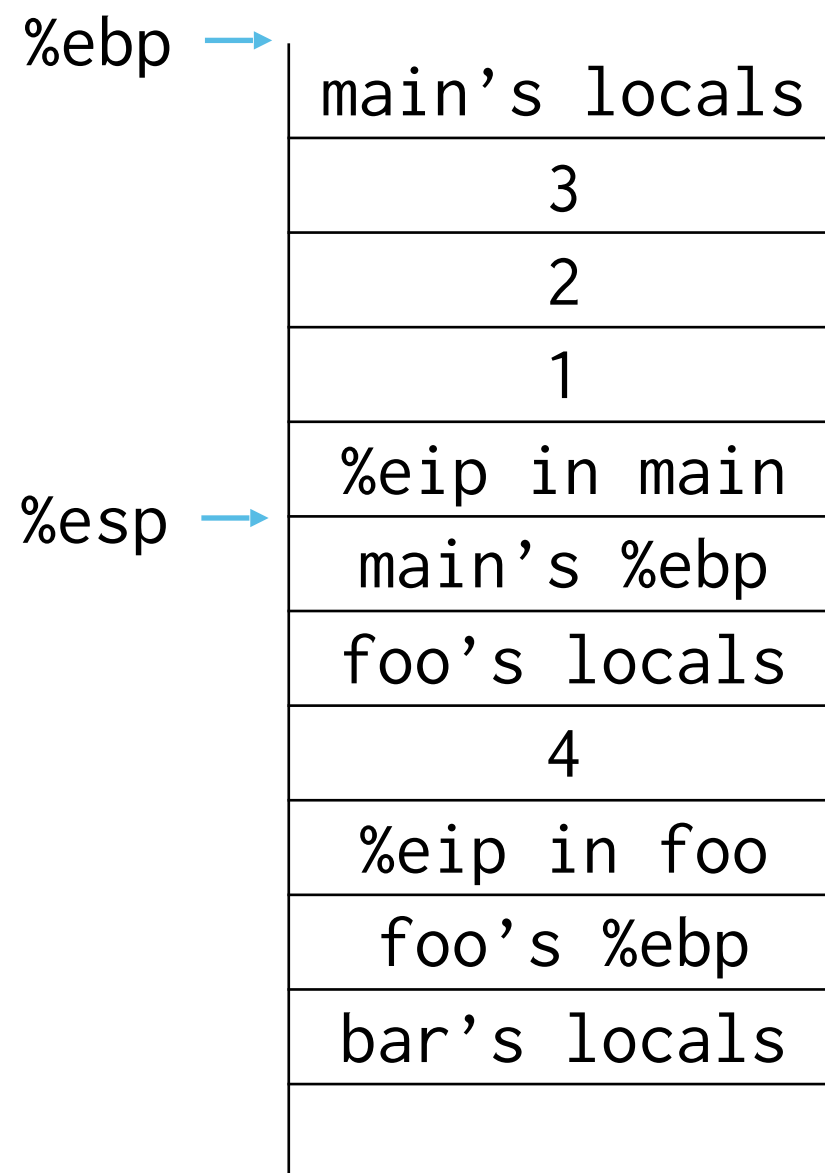 %ebp
main’s locals
3
2
1
%eip in main
%esp
main’s %ebp
foo’s locals
4
%eip in foo
foo’s %ebp
bar’s locals